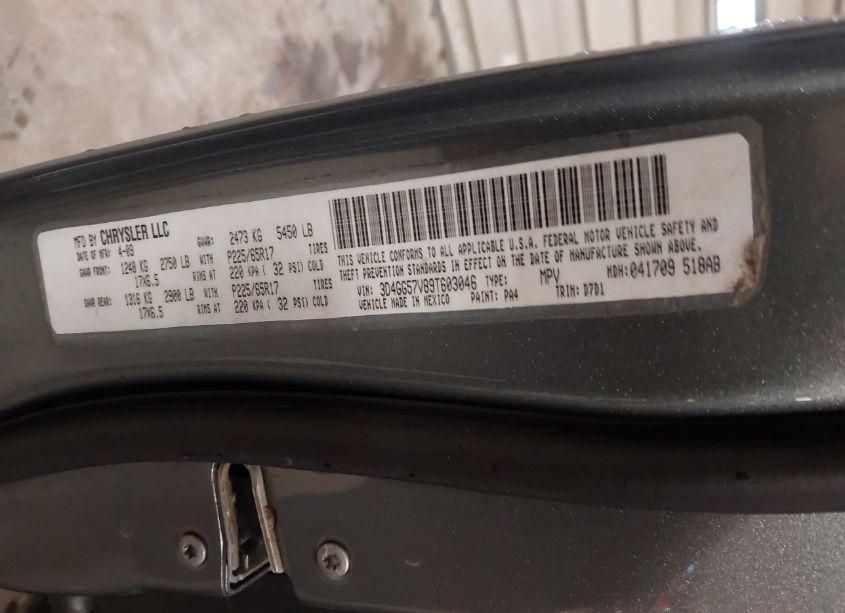 MFD BY CHRYSLER LLC
DATE OF MFR: 4-09 GVWR: 2473 KG 5450 LB
GAWR FRONT: 1248 KG 2750 LB WITH P225/65R17 TIRES
17X6.5 RIMS AT 220 KPA ( 32 PSI) COLD
GAWR REAR: 1316 KG 2900 LB WITH P225/65R17 TIRES
17X6.5 RIMS AT 220 KPA ( 32 PSI) COLD
THIS VEHICLE CONFORMS TO ALL APPLICABLE U.S.A. FEDERAL MOTOR VEHICLE SAFETY AND
THEFT PREVENTION STANDARDS IN EFFECT ON THE DATE OF MANUFACTURE SHOWN ABOVE.
VIN: 3D4GG57V89T603046 TYPE: MPV MDH: 041709 518AB
VEHICLE MADE IN MEXICO PAINT: PA4 TRIM: D7D1